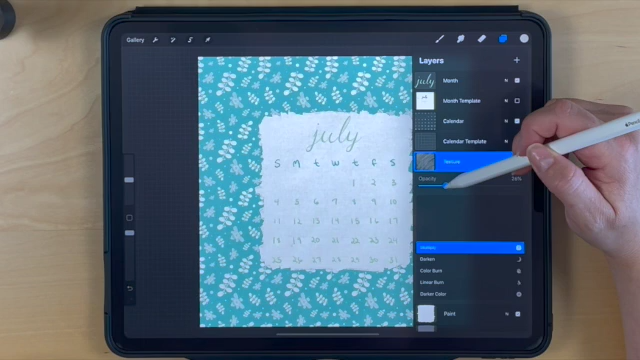 Gallery
Layers
july
Month
N
Month Template
N
Calendar
N
Calendar Template
N
Texture
Opacity
Multiply
Darken
Color Burn
Linear Burn
Darker Color
Paint
N
july
S M t W t f S
1 2 3
4 5 6 7 8 9 10
11 12 13 14 15 16 17
18 19 20 21 22 23 24
25 26 27 28 29 30 31